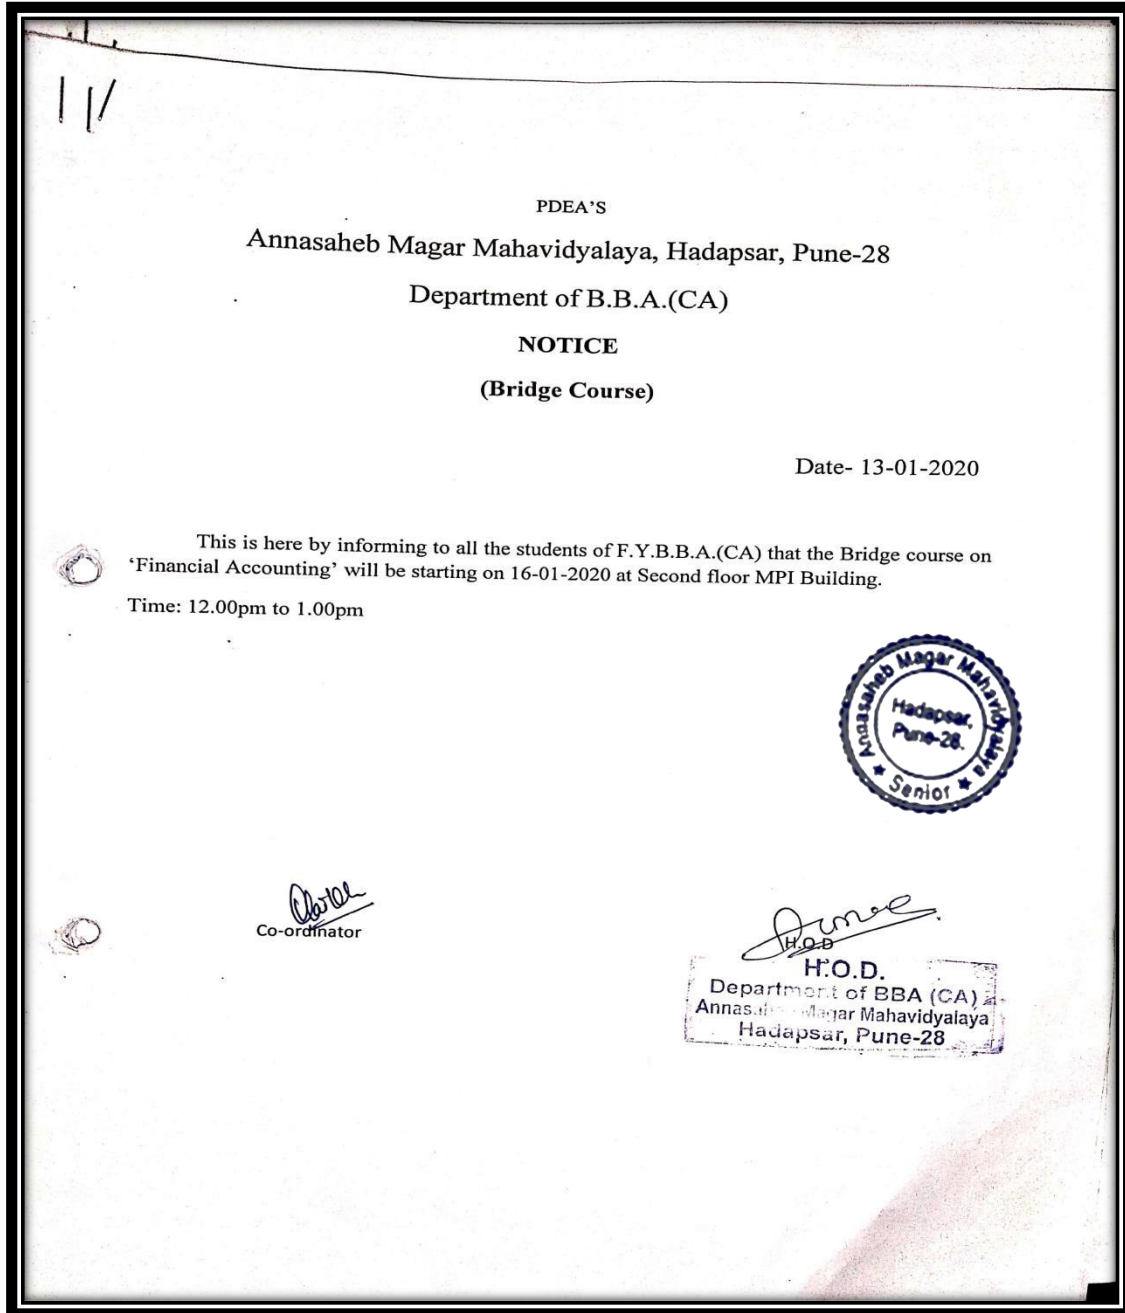 PDEA'S
Annasaheb Magar Mahavidyalaya, Hadapsar, Pune-28
Department of B.B.A.(CA)
NOTICE
(Bridge Course)
Date- 13-01-2020
This is here by informing to all the students of F.Y.B.B.A.(CA) that the Bridge course on
‘Financial Accounting’ will be starting on 16-01-2020 at Second floor MPI Building.
Time: 12.00pm to 1.00pm
Annasaheb Magar Mahavidyalaya
Hadapsar,
Pune-28.
★ Senior ★
Co-ordinator
H.O.D
H.O.D.
Department of BBA (CA)
Annasaheb Magar Mahavidyalaya
Hadapsar, Pune-28